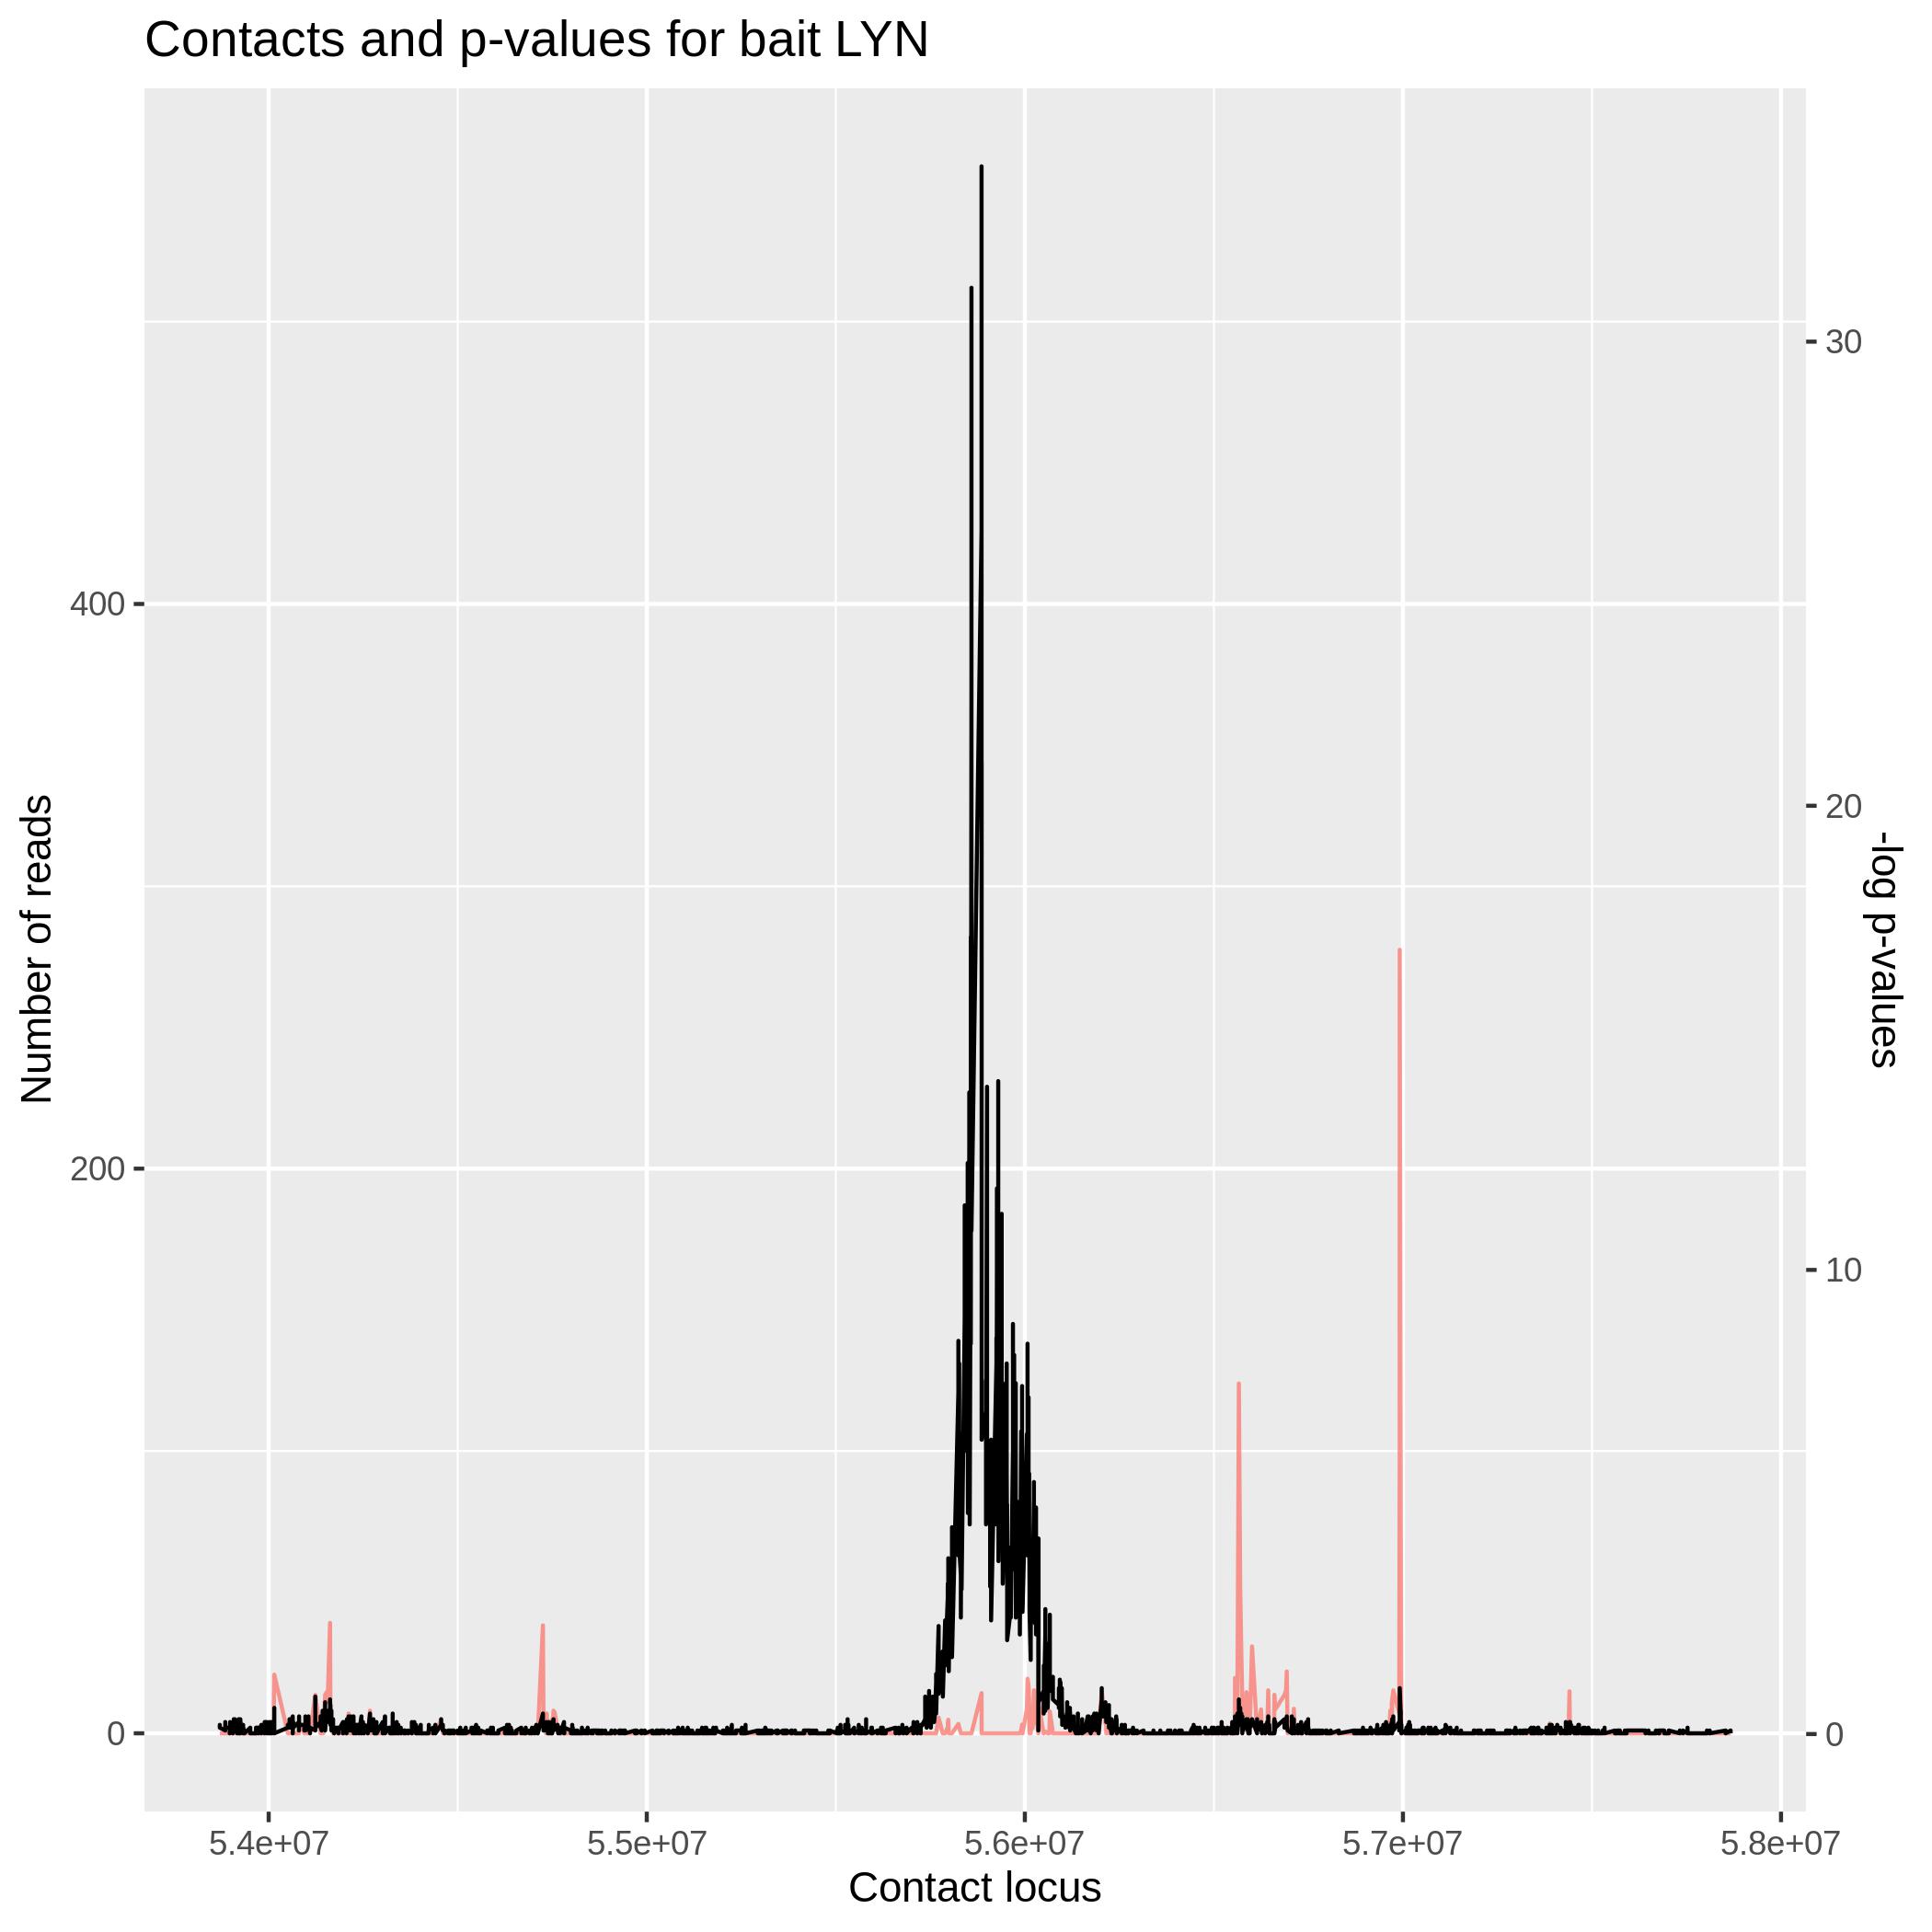 Contacts and p-values for bait LYN
Number of reads
400
200
0
30
20
10
0
-log p-values
5.4e+07 5.5e+07 5.6e+07 5.7e+07 5.8e+07
Contact locus